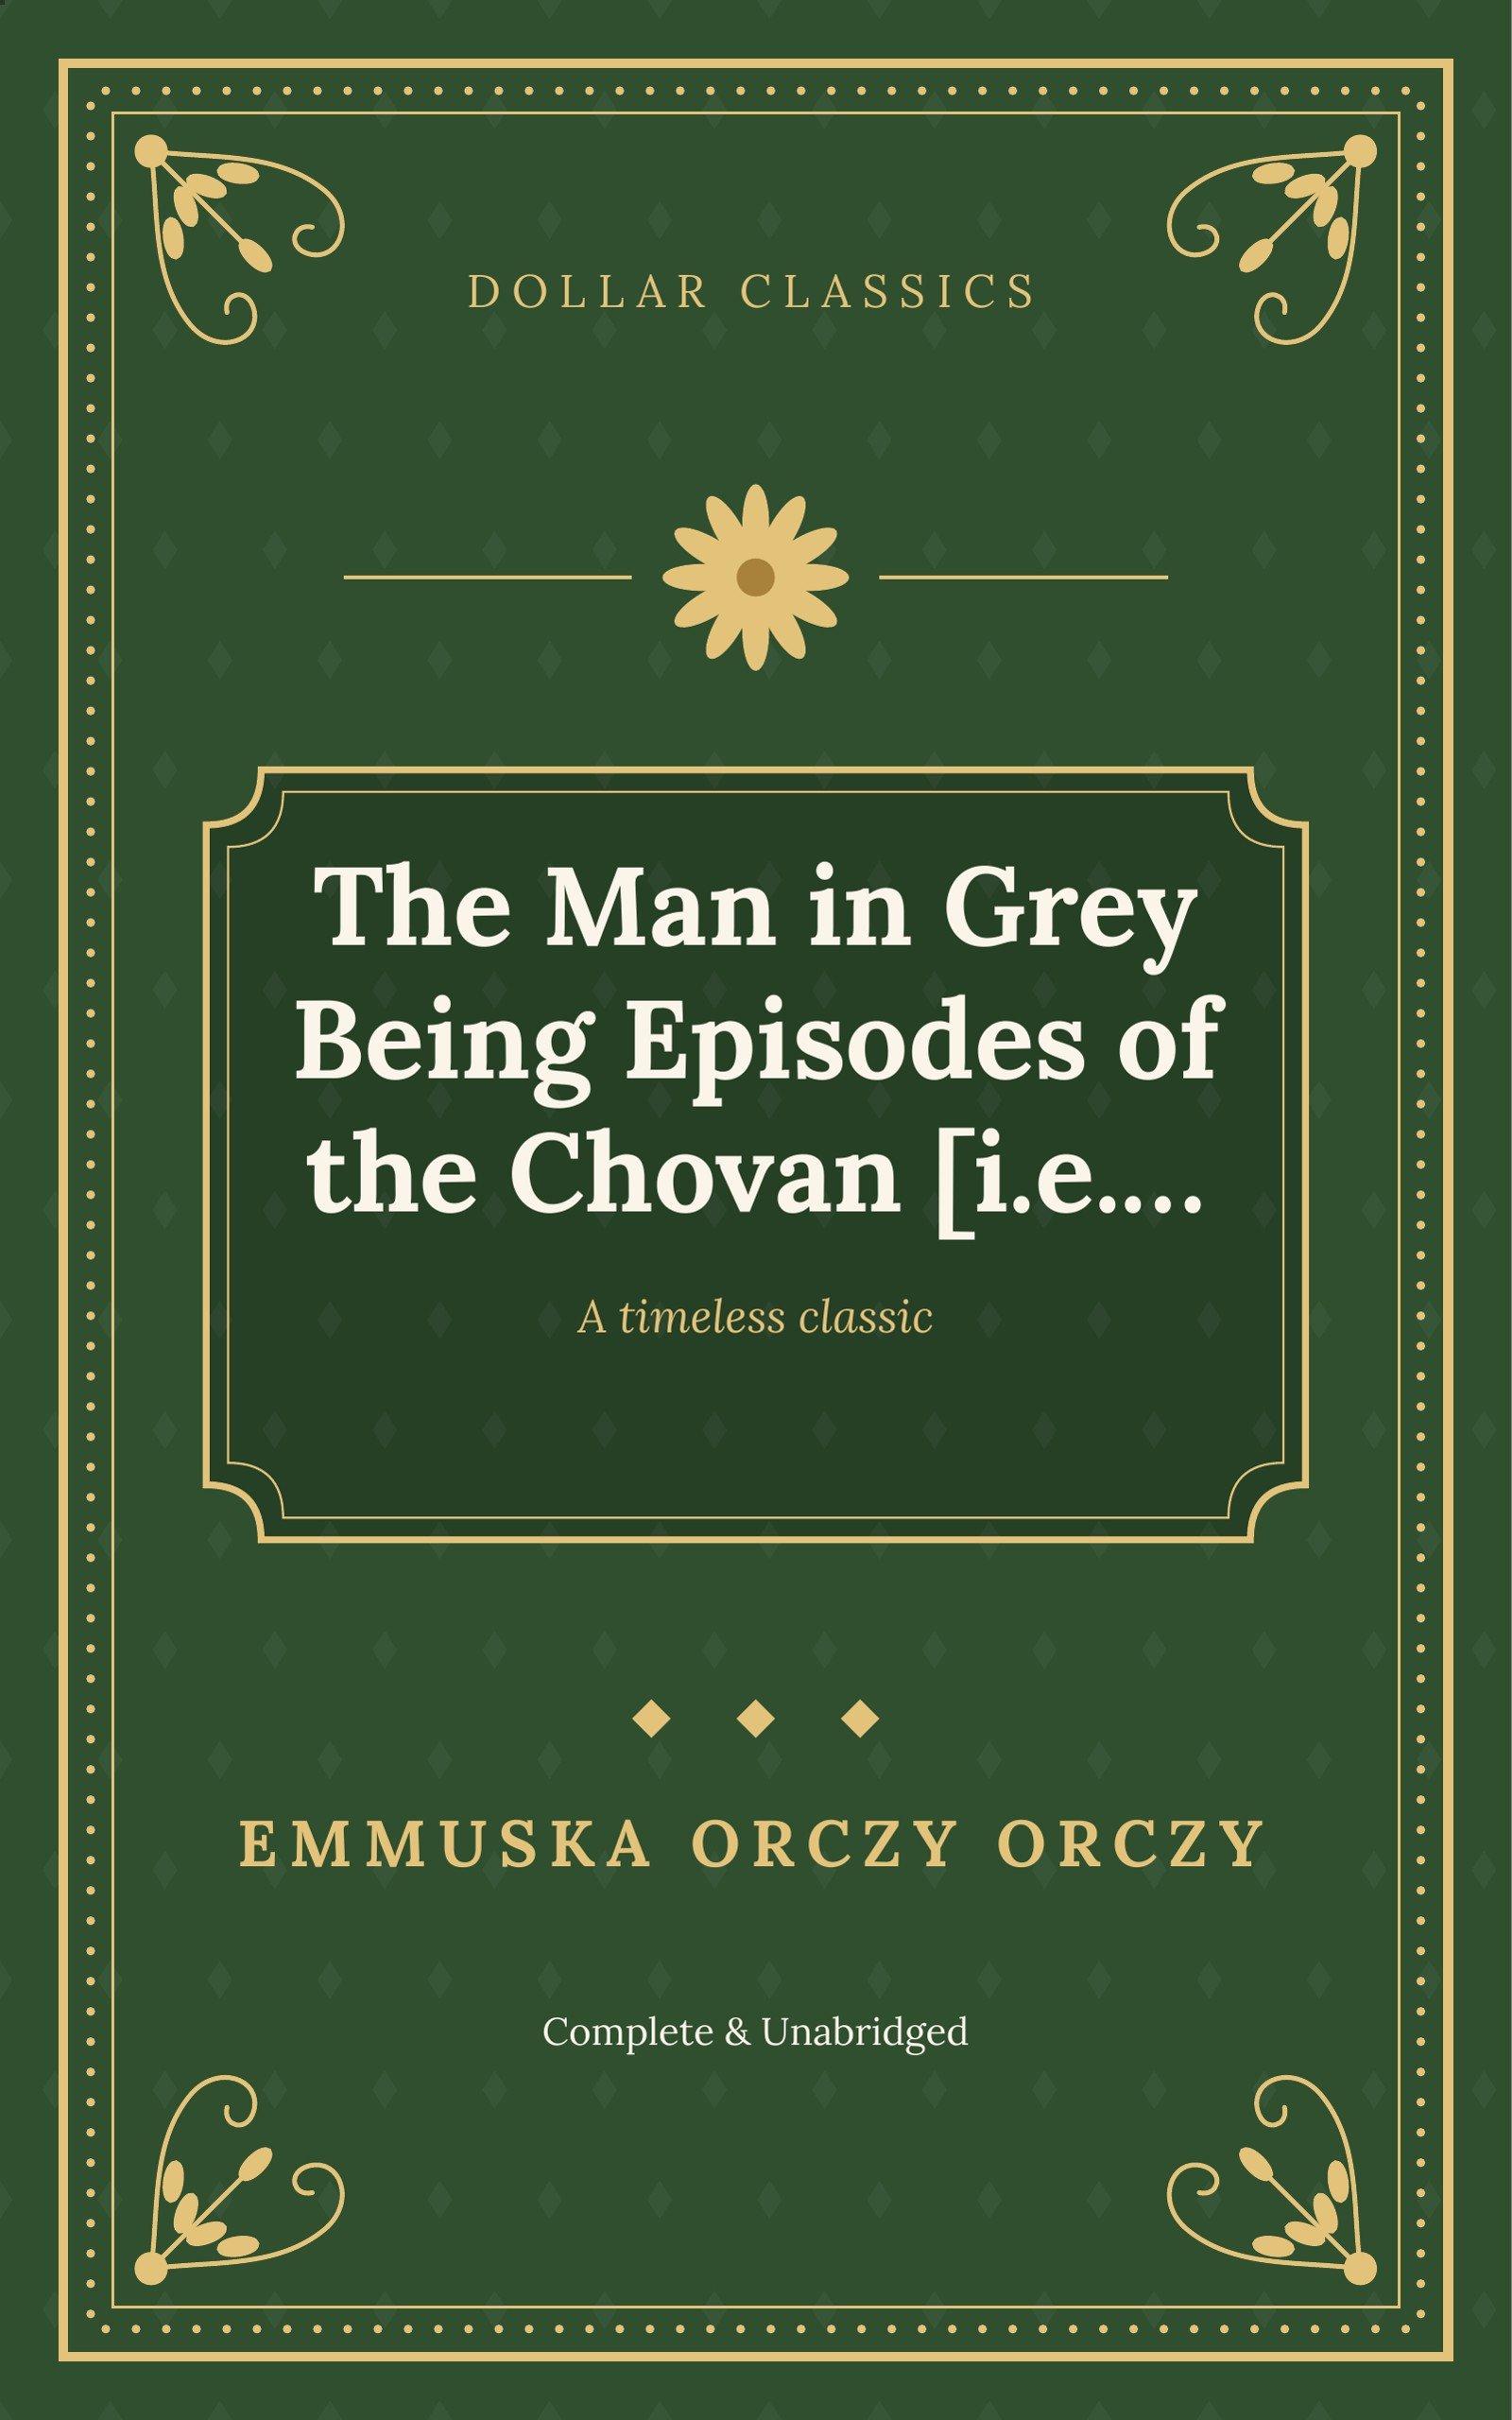 DOLLAR CLASSICS
The Man in Grey
Being Episodes of
the Chovan [i.e....
A timeless classic
EMMUSKA ORCZY ORCZY
Complete & Unabridged